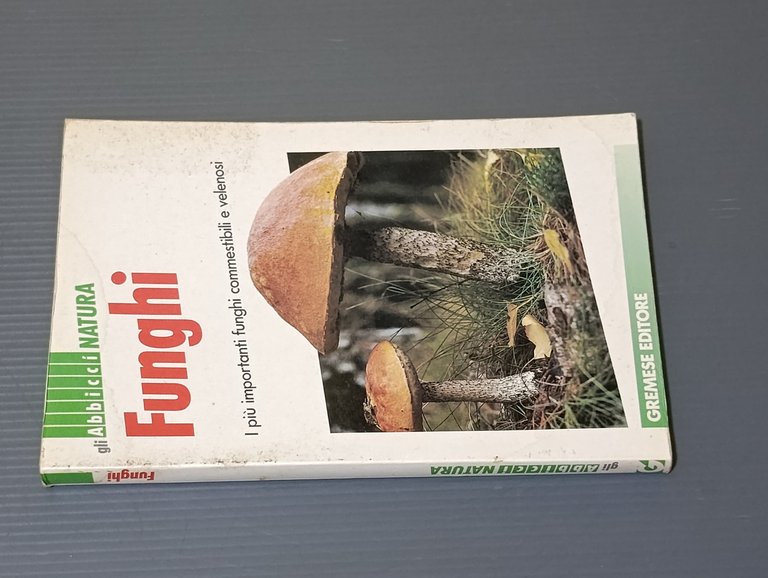 gli Abbiccì NATURA
Funghi
I più importanti funghi commestibili e velenosi
GREMESE EDITORE
Funghi
gli Abbiccì NATURA